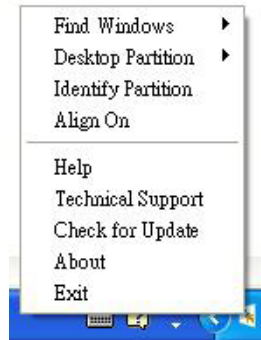 Find Windows
Desktop Partition
Identify Partition
Align On
Help
Technical Support
Check for Update
About
Exit